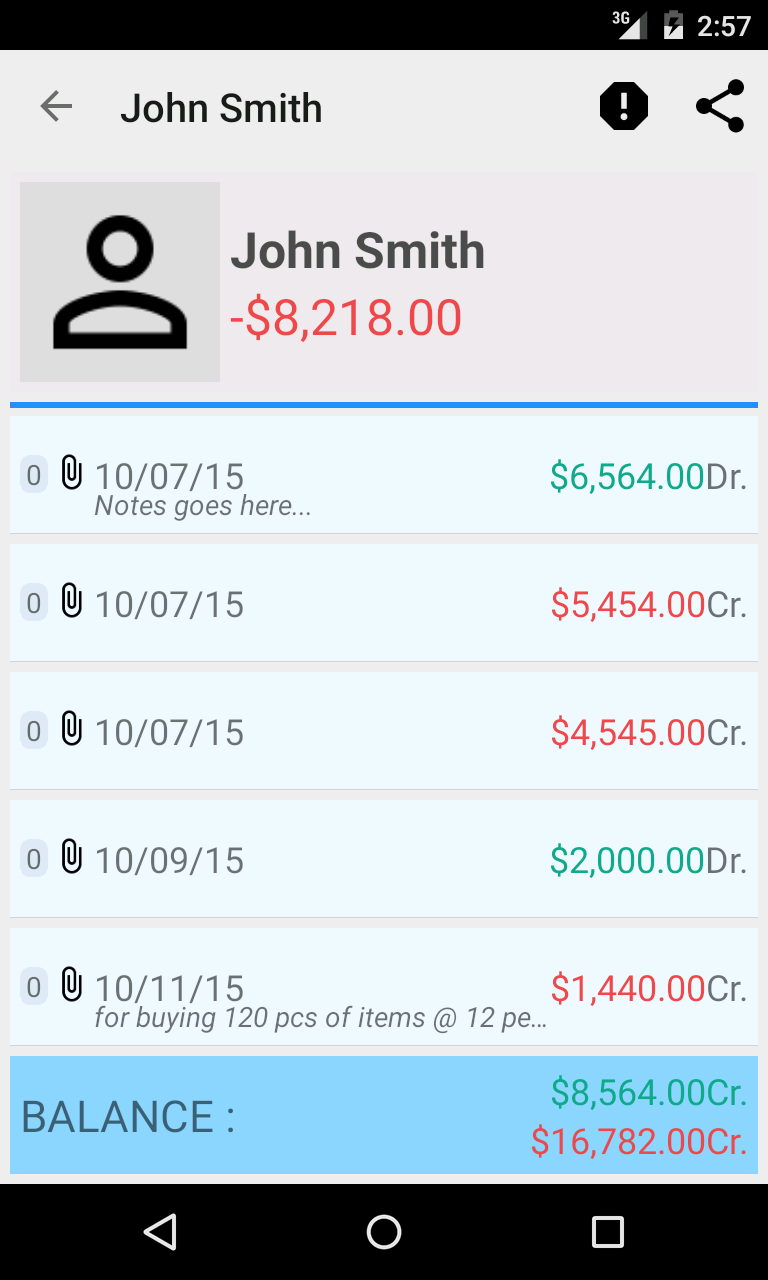 3G 2:57
John Smith
John Smith
-$8,218.00
0 10/07/15 $6,564.00Dr.
Notes goes here...
0 10/07/15 $5,454.00Cr.
0 10/07/15 $4,545.00Cr.
0 10/09/15 $2,000.00Dr.
0 10/11/15 $1,440.00Cr.
for buying 120 pcs of items @ 12 pe...
BALANCE :
$8,564.00Cr.
$16,782.00Cr.